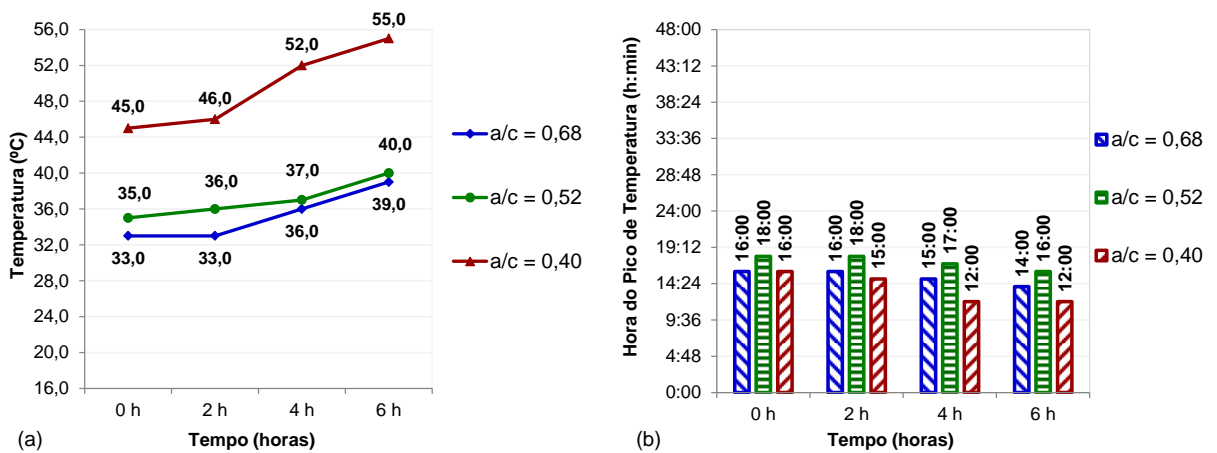 56,0
52,0
48,0
44,0
40,0
36,0
32,0
28,0
24,0
20,0
16,0
Temperatura (ºC)
45,0
46,0
52,0
55,0
35,0
36,0
37,0
40,0
33,0
33,0
36,0
39,0
0 h
2 h
4 h
6 h
Tempo (horas)
a/c = 0,68
a/c = 0,52
a/c = 0,40
(a)
48:00
43:12
38:24
33:36
28:48
24:00
19:12
14:24
9:36
4:48
0:00
Hora do Pico de Temperatura (h:min)
16:00
18:00
16:00
16:00
18:00
15:00
15:00
17:00
12:00
14:00
16:00
12:00
0 h
2 h
4 h
6 h
Tempo (horas)
a/c = 0,68
a/c = 0,52
a/c = 0,40
(b)